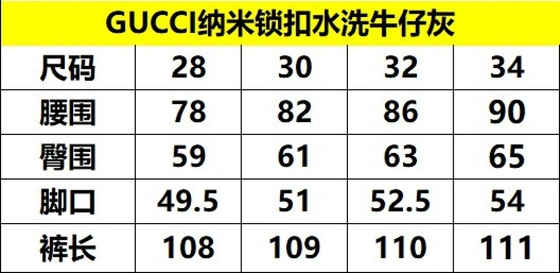 GUCCI纳米锁扣水洗牛仔灰
尺码 28 30 32 34
腰围 78 82 86 90
臀围 59 61 63 65
脚口 49.5 51 52.5 54
裤长 108 109 110 111